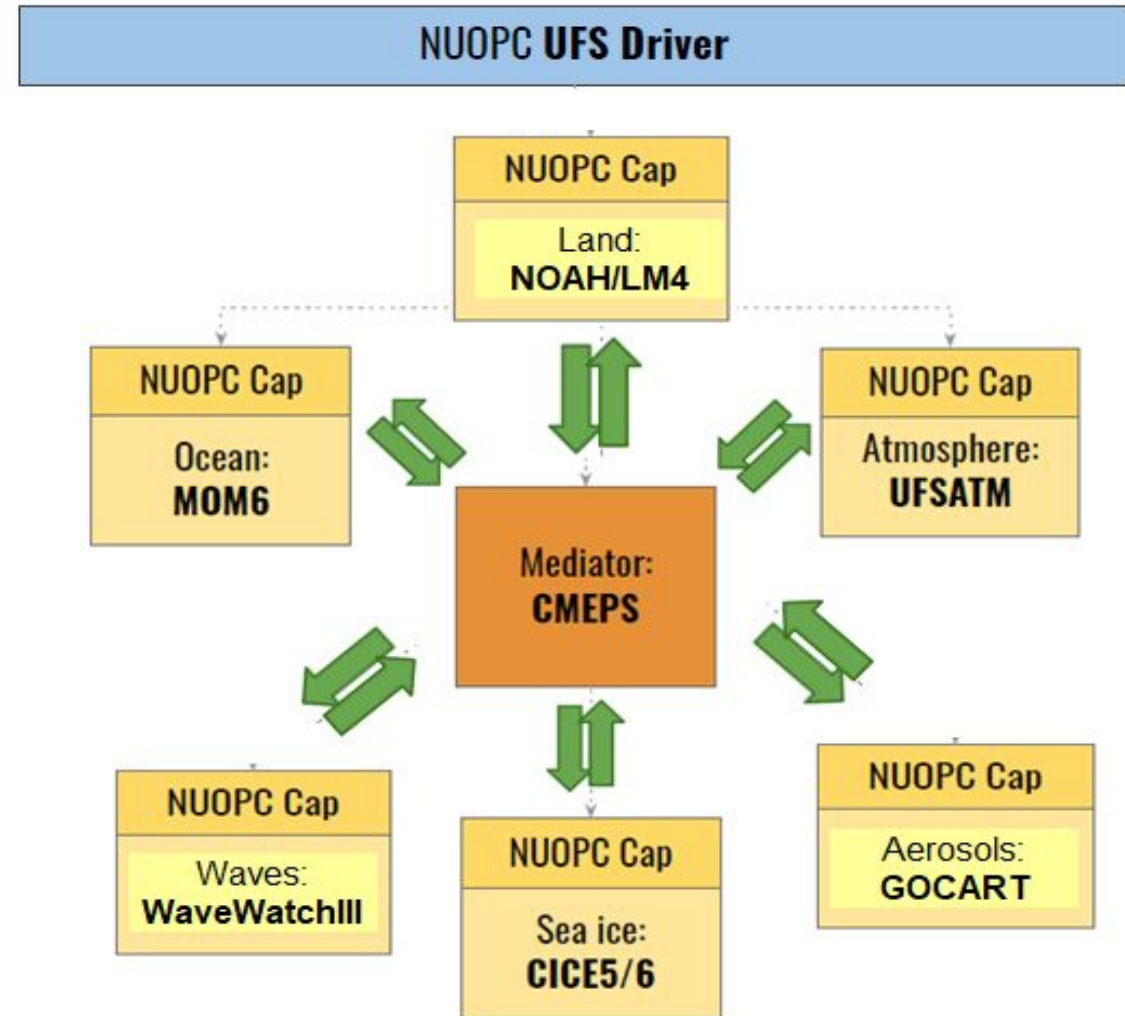 NUOPC UFS Driver
NUOPC Cap
Land:
NOAH/LM4
NUOPC Cap
Ocean:
MOM6
NUOPC Cap
Atmosphere:
UFSATM
Mediator:
CMEPS
NUOPC Cap
Waves:
WaveWatchIII
NUOPC Cap
Sea ice:
CICE5/6
NUOPC Cap
Aerosols:
GOCART